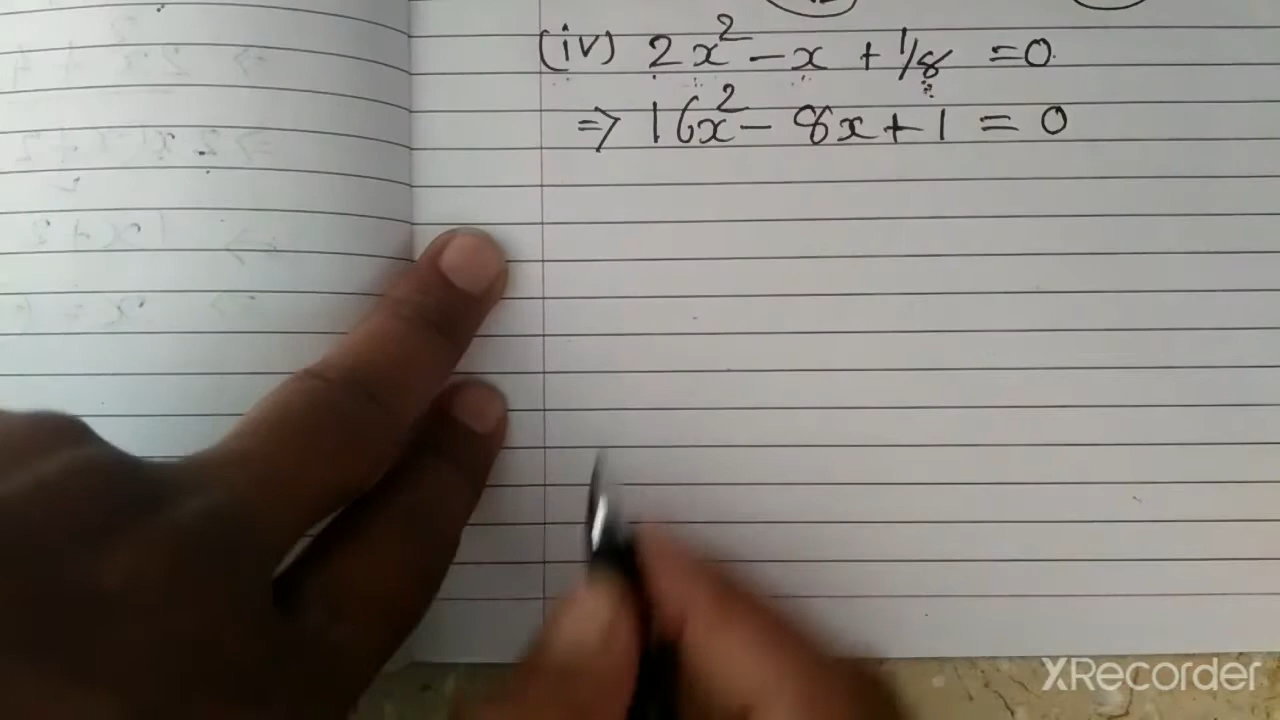 (iv) 2x² - x + 1/8 = 0
⇒ 16x² - 8x + 1 = 0
XRecorder